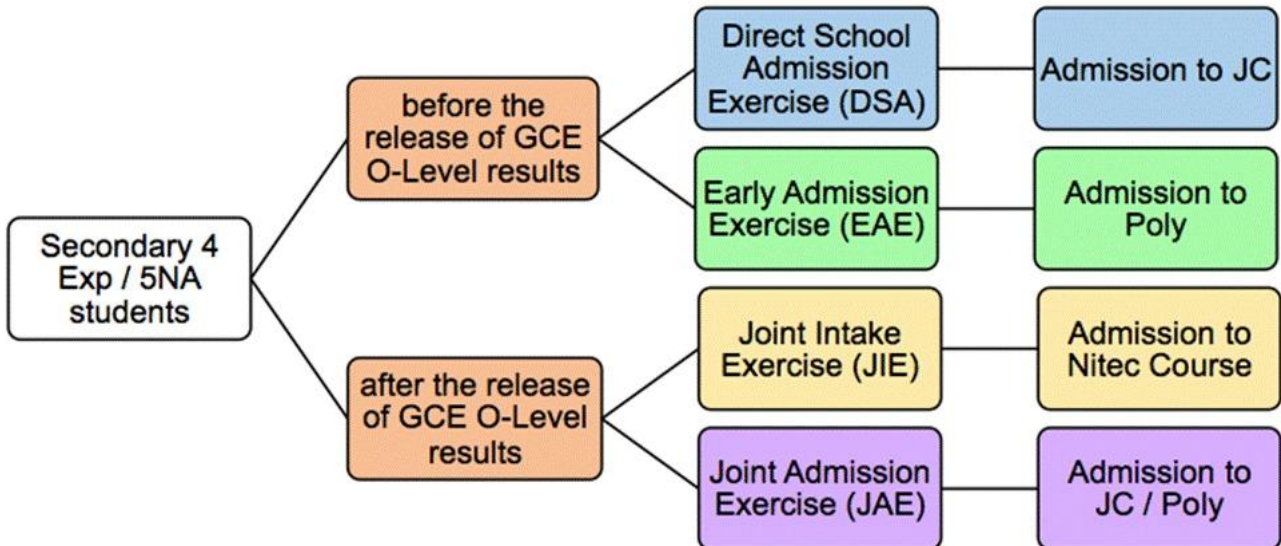 Secondary 4
Exp / 5NA
students
before the
release of GCE
O-Level results
after the release
of GCE O-Level
results
Direct School
Admission
Exercise (DSA)
Admission to JC
Early Admission
Exercise (EAE)
Admission to
Poly
Joint Intake
Exercise (JIE)
Admission to
Nitec Course
Joint Admission
Exercise (JAE)
Admission to
JC / Poly